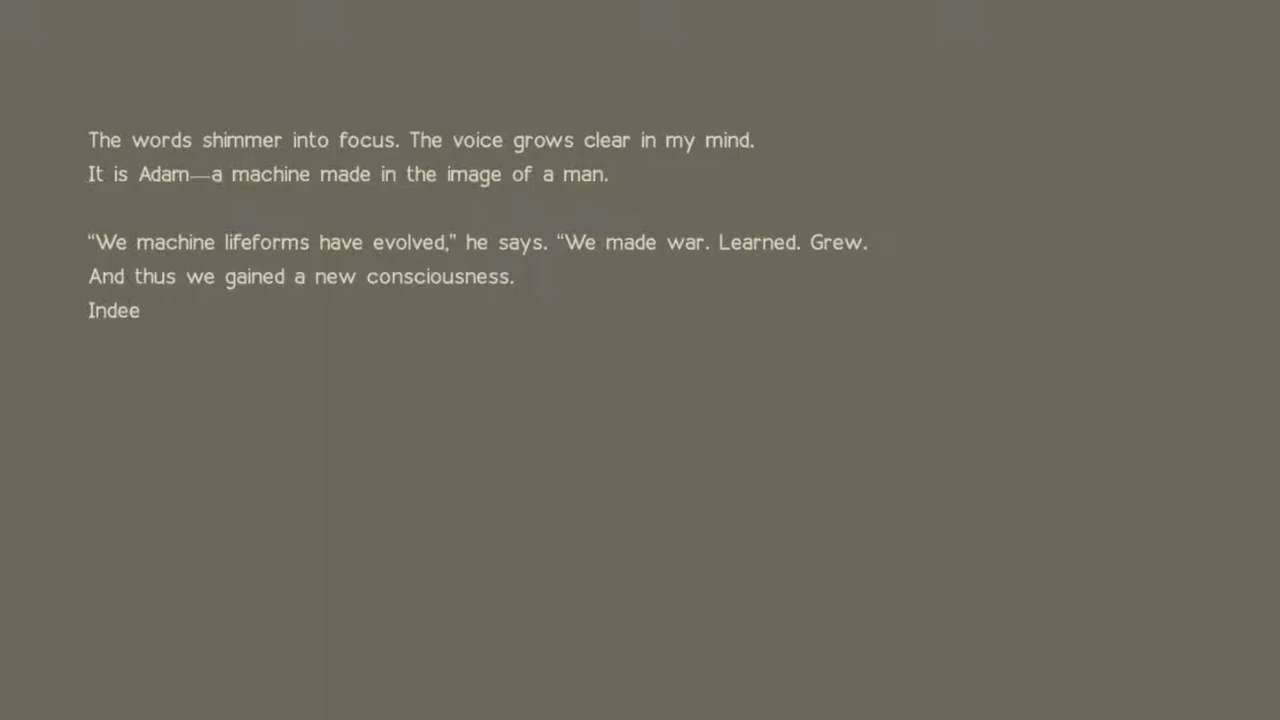 The words shimmer into focus. The voice grows clear in my mind.
It is Adam—a machine made in the image of a man.
“We machine lifeforms have evolved,” he says. “We made war. Learned. Grew.
And thus we gained a new consciousness.
Indee